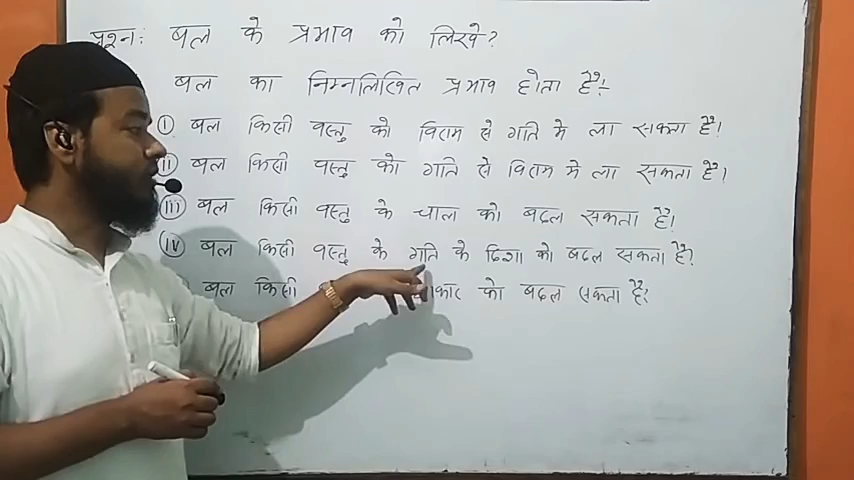 प्रश्न: बल के प्रभाव को लिखे?
बल का निम्नलिखित प्रभाव होता है:-
I बल किसी वस्तु को विराम से गति मे ला सकता है।
II बल किसी वस्तु को गति से विराम मे ला सकता है।
III बल किसी वस्तु के चाल को बदल सकता है।
IV बल किसी वस्तु के गति के दिशा को बदल सकता है?
बल किसी को बदल सकता है?